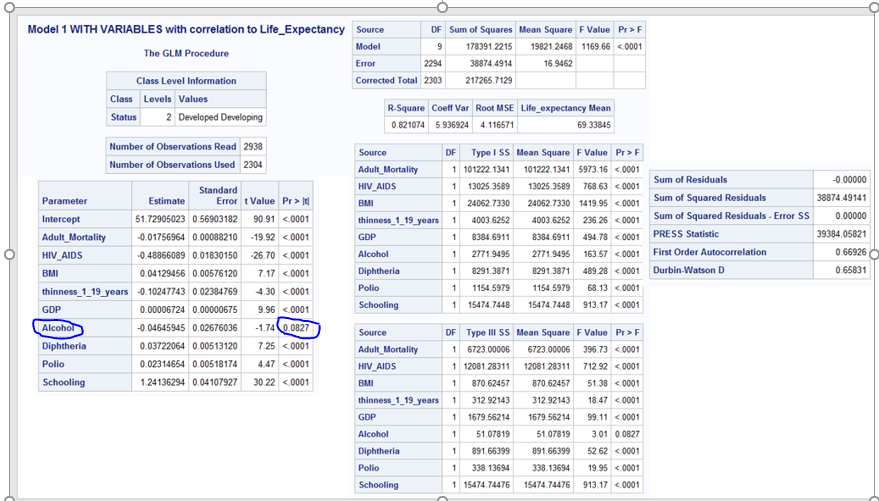 Model 1 WITH VARIABLES with correlation to Life_Expectancy
The GLM Procedure
Class Level Information
Class Levels Values
Status 2 Developed Developing
Number of Observations Read 2938
Number of Observations Used 2304
Parameter Estimate Standard Error t Value Pr > |t|
Intercept 51.72905023 0.56903182 90.91 <.0001
Adult_Mortality -0.01756964 0.00088210 -19.92 <.0001
HIV_AIDS -0.48866089 0.01830150 -26.70 <.0001
BMI 0.04129456 0.00576120 7.17 <.0001
thinness_1_19_years -0.10247743 0.02384769 -4.30 <.0001
GDP 0.00006724 0.00000675 9.96 <.0001
Alcohol -0.04645945 0.02676036 -1.74 0.0827
Diphtheria 0.03722064 0.00513120 7.25 <.0001
Polio 0.02314654 0.00518174 4.47 <.0001
Schooling 1.24136294 0.04107927 30.22 <.0001
Source DF Sum of Squares Mean Square F Value Pr > F
Model 9 178391.2215 19821.2468 1169.66 <.0001
Error 2294 38874.4914 16.9462
Corrected Total 2303 217265.7129
R-Square Coeff Var Root MSE Life_expectancy Mean
0.821074 5.936924 4.116571 69.33845
Source DF Type I SS Mean Square F Value Pr > F
Adult_Mortality 1 101222.1341 101222.1341 5973.16 <.0001
HIV_AIDS 1 13025.3589 13025.3589 768.63 <.0001
BMI 1 24062.7330 24062.7330 1419.95 <.0001
thinness_1_19_years 1 4003.6252 4003.6252 236.26 <.0001
GDP 1 8384.6911 8384.6911 494.78 <.0001
Alcohol 1 2771.9495 2771.9495 163.57 <.0001
Diphtheria 1 8291.3871 8291.3871 489.28 <.0001
Polio 1 1154.5979 1154.5979 68.13 <.0001
Schooling 1 15474.7448 15474.7448 913.17 <.0001
Source DF Type III SS Mean Square F Value Pr > F
Adult_Mortality 1 6723.00006 6723.00006 396.73 <.0001
HIV_AIDS 1 12081.28311 12081.28311 712.92 <.0001
BMI 1 870.62457 870.62457 51.38 <.0001
thinness_1_19_years 1 312.92143 312.92143 18.47 <.0001
GDP 1 1679.56214 1679.56214 99.11 <.0001
Alcohol 1 51.07819 51.07819 3.01 0.0827
Diphtheria 1 891.66399 891.66399 52.62 <.0001
Polio 1 338.13694 338.13694 19.95 <.0001
Schooling 1 15474.74476 15474.74476 913.17 <.0001
Sum of Residuals -0.00000
Sum of Squared Residuals 38874.49141
Sum of Squared Residuals - Error SS 0.00000
PRESS Statistic 39384.05821
First Order Autocorrelation 0.66926
Durbin-Watson D 0.65831